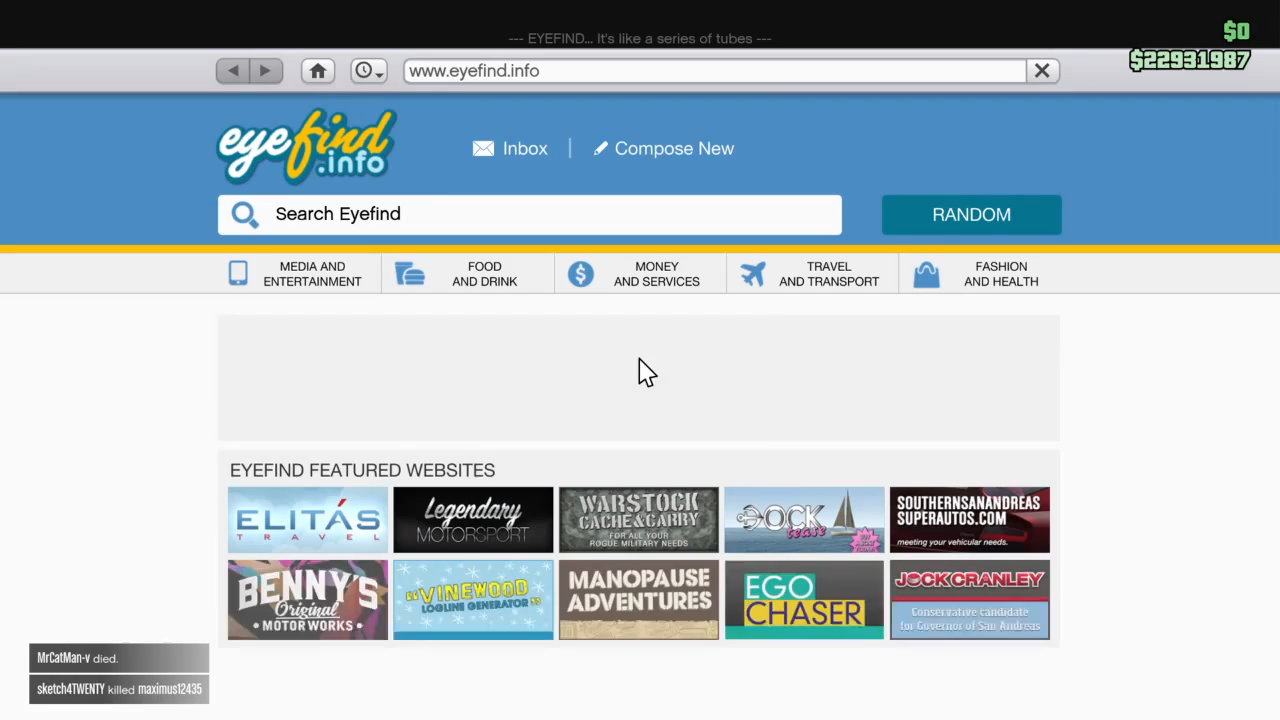 --- EYEFIND... It's like a series of tubes ---
$0
$22931987
www.eyefind.info
eyefind
.info
Inbox
Compose New
Search Eyefind
RANDOM
MEDIA AND
ENTERTAINMENT
FOOD
AND DRINK
MONEY
AND SERVICES
TRAVEL
AND TRANSPORT
FASHION
AND HEALTH
EYEFIND FEATURED WEBSITES
ELITÁS
TRAVEL
Legendary
MOTORSPORT
WARSTOCK
CACHE&CARRY
FOR ALL YOUR
ROGUE MILITARY NEEDS
DOCK
tease
SOUTHERNSANANDREAS
SUPERAUTOS.COM
meeting your vehicular needs.
BENNY'S
Original
•MOTOR WORKS•
"VINEWOOD
LOGLINE GENERATOR"
MANOPAUSE
ADVENTURES
EGO
CHASER
JOCK CRANLEY
Conservative candidate
for Governor of San Andreas
MrCatMan-v died.
sketch4TWENTY killed maximus12435